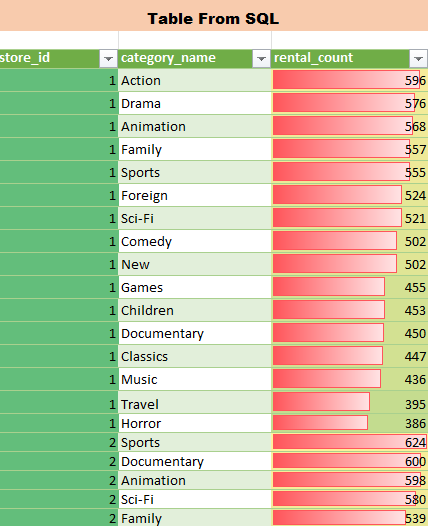 Table From SQL
store_id category_name rental_count
1 Action 596
1 Drama 576
1 Animation 568
1 Family 557
1 Sports 555
1 Foreign 524
1 Sci-Fi 521
1 Comedy 502
1 New 502
1 Games 455
1 Children 453
1 Documentary 450
1 Classics 447
1 Music 436
1 Travel 395
1 Horror 386
2 Sports 624
2 Documentary 600
2 Animation 598
2 Sci-Fi 580
2 Family 539